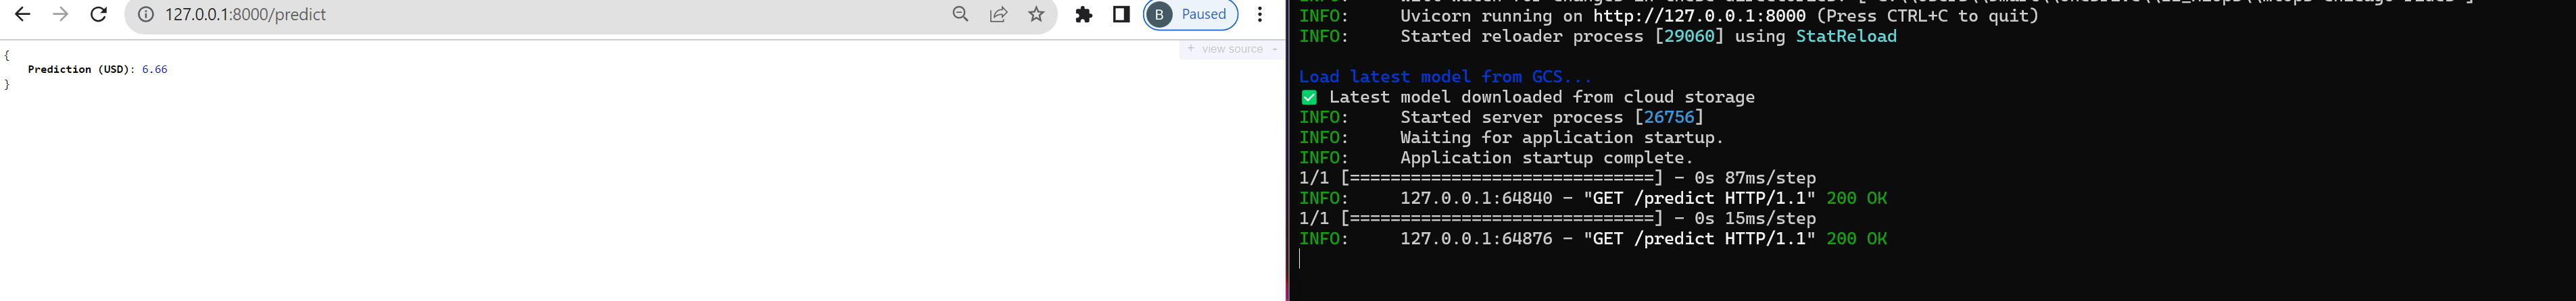 127.0.0.1:8000/predict
B Paused
+ view source -
{
Prediction (USD): 6.66
}
INFO: Uvicorn running on http://127.0.0.1:8000 (Press CTRL+C to quit)
INFO: Started reloader process [29060] using StatReload
Load latest model from GCS...
✅ Latest model downloaded from cloud storage
INFO: Started server process [26756]
INFO: Waiting for application startup.
INFO: Application startup complete.
1/1 [==============================] - 0s 87ms/step
INFO: 127.0.0.1:64840 - "GET /predict HTTP/1.1" 200 OK
1/1 [==============================] - 0s 15ms/step
INFO: 127.0.0.1:64876 - "GET /predict HTTP/1.1" 200 OK